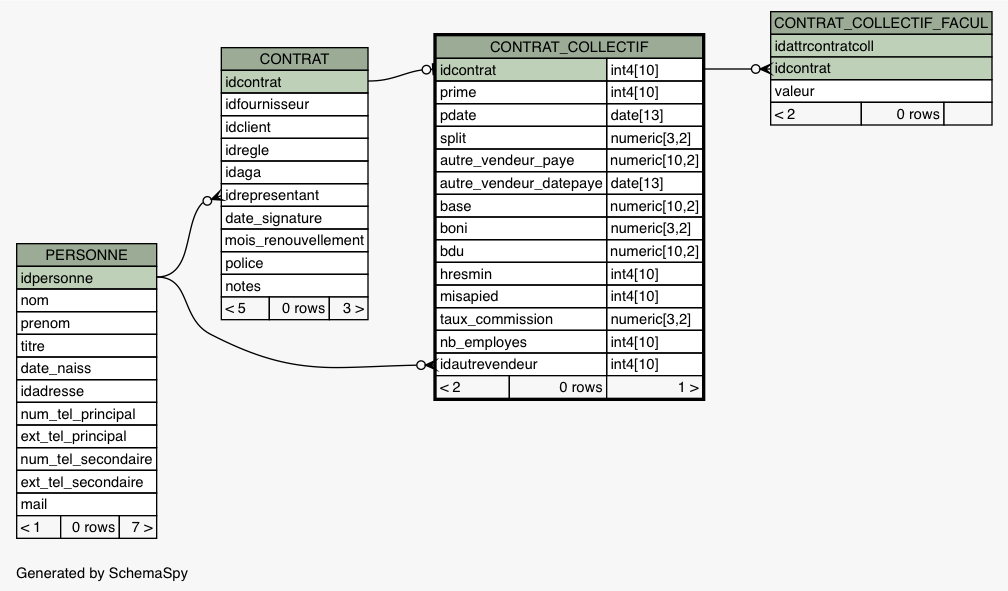 CONTRAT_COLLECTIF_FACUL
idattrcontratcoll
idcontrat
valeur
< 2 0 rows
CONTRAT_COLLECTIF
idcontrat int4[10]
prime int4[10]
pdate date[13]
split numeric[3,2]
autre_vendeur_paye numeric[10,2]
autre_vendeur_datepaye date[13]
base numeric[10,2]
boni numeric[3,2]
bdu numeric[10,2]
hresmin int4[10]
misapied int4[10]
taux_commission numeric[3,2]
nb_employes int4[10]
idautrevendeur int4[10]
< 2 0 rows 1 >
CONTRAT
idcontrat
idfournisseur
idclient
idregle
idaga
idrepresentant
date_signature
mois_renouvellement
police
notes
< 5 0 rows 3 >
PERSONNE
idpersonne
nom
prenom
titre
date_naiss
idadresse
num_tel_principal
ext_tel_principal
num_tel_secondaire
ext_tel_secondaire
mail
< 1 0 rows 7 >
Generated by SchemaSpy